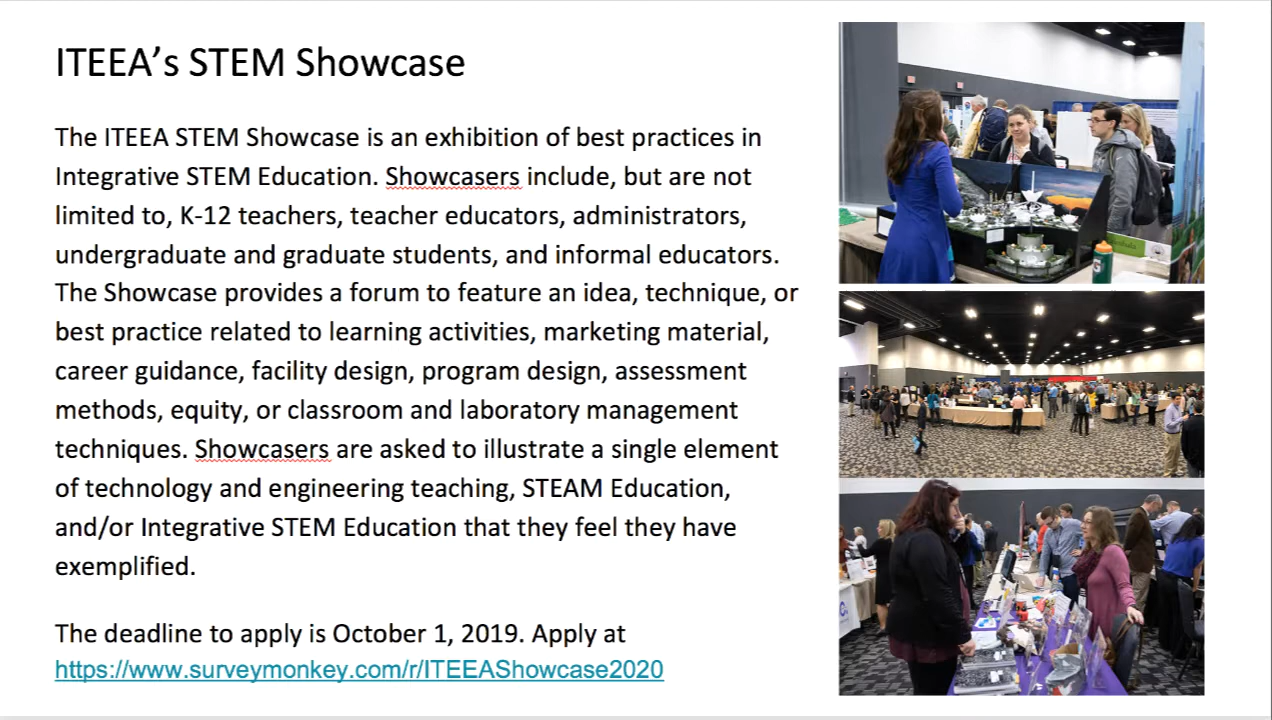 ITEEA’s STEM Showcase
The ITEEA STEM Showcase is an exhibition of best practices in
Integrative STEM Education. Showcasers include, but are not
limited to, K-12 teachers, teacher educators, administrators,
undergraduate and graduate students, and informal educators.
The Showcase provides a forum to feature an idea, technique, or
best practice related to learning activities, marketing material,
career guidance, facility design, program design, assessment
methods, equity, or classroom and laboratory management
techniques. Showcasers are asked to illustrate a single element
of technology and engineering teaching, STEAM Education,
and/or Integrative STEM Education that they feel they have
exemplified.
The deadline to apply is October 1, 2019. Apply at
https://www.surveymonkey.com/r/ITEEAShowcase2020